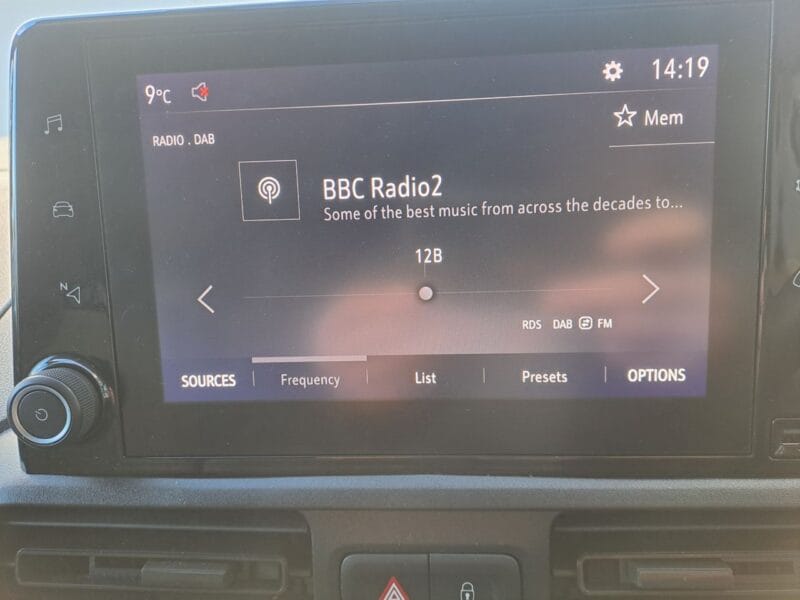 9°C
14:19
Mem
RADIO . DAB
BBC Radio2
Some of the best music from across the decades to...
12B
N
RDS DAB FM
SOURCES Frequency List Presets OPTIONS